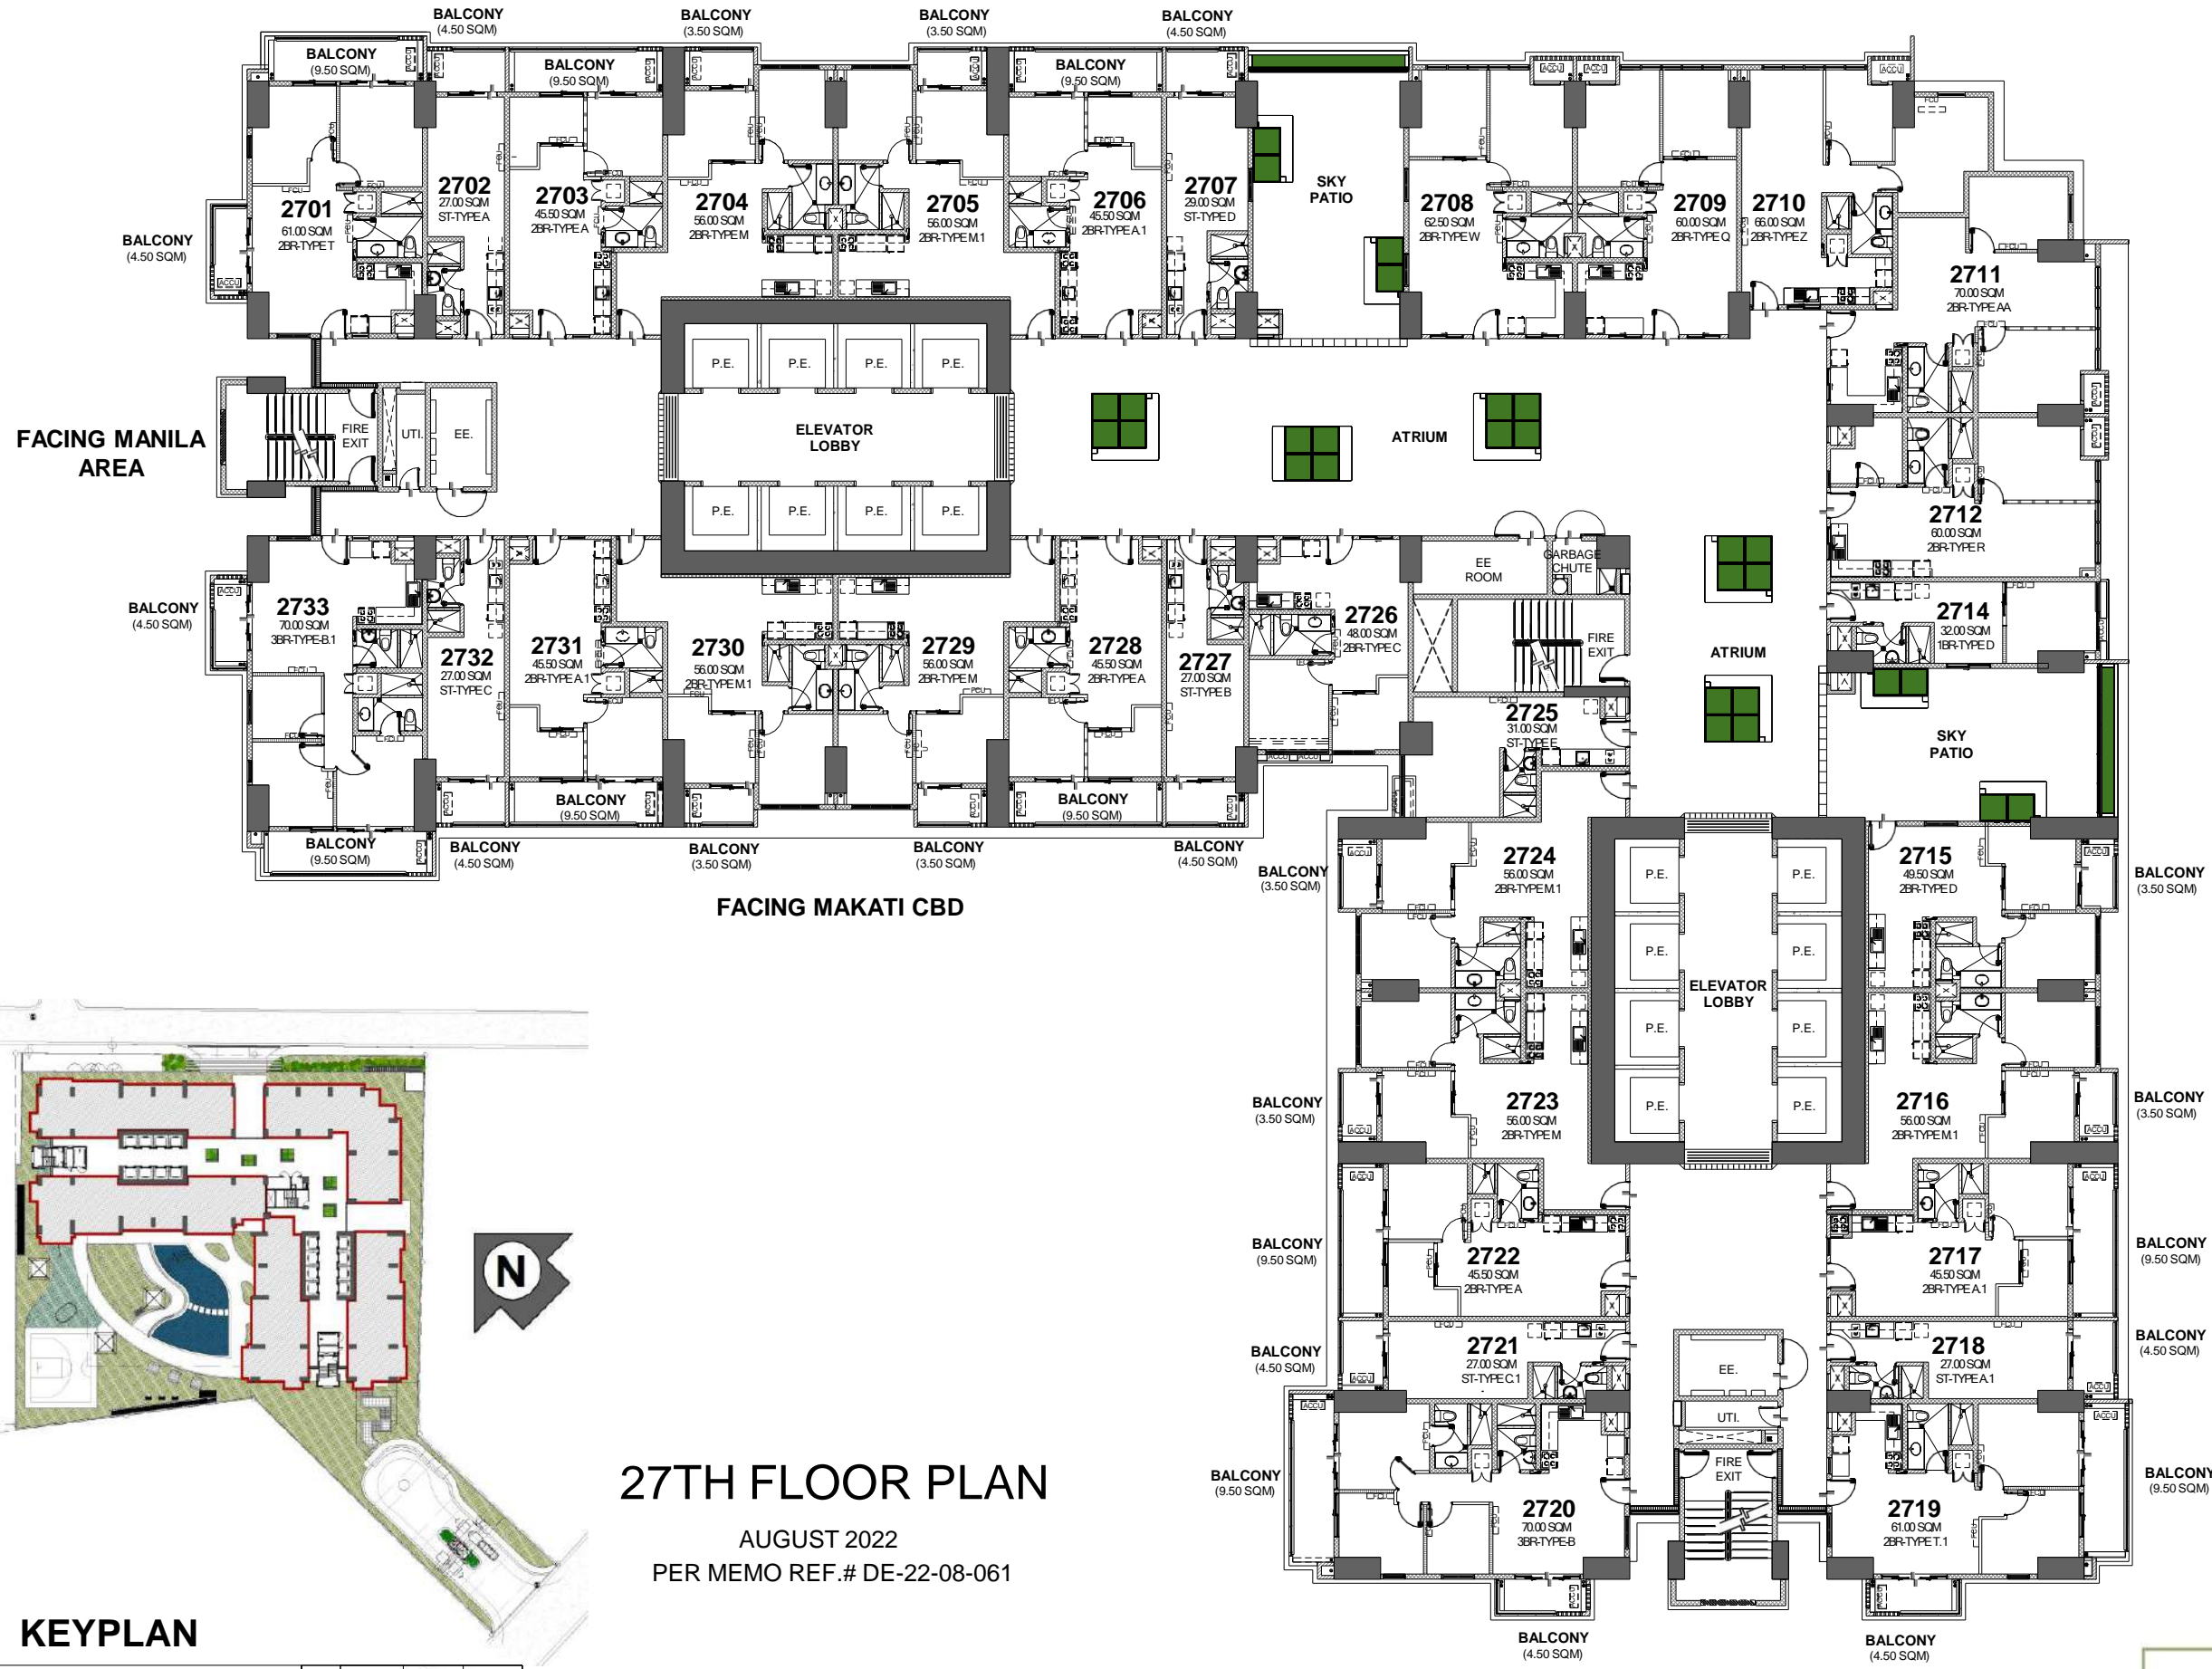 BALCONY
(4.50 SQM)
BALCONY
(3.50 SQM)
BALCONY
(3.50 SQM)
BALCONY
(4.50 SQM)
BALCONY
(9.50 SQM)
BALCONY
(9.50 SQM)
BALCONY
(9.50 SQM)
2701
61.00 SQM
2BR-TYPE T
2702
27.00 SQM
ST-TYPE A
2703
45.50 SQM
2BR-TYPE A
2704
56.00 SQM
2BR-TYPE M
2705
56.00 SQM
2BR-TYPE M.1
2706
45.50 SQM
2BR-TYPE A.1
2707
29.00 SQM
ST-TYPE D
SKY
PATIO
2708
62.50 SQM
2BR-TYPE W
2709
60.00 SQM
2BR-TYPE Q
2710
66.00 SQM
2BR-TYPE Z
2711
70.00 SQM
2BR-TYPE AA
BALCONY
(4.50 SQM)
P.E.
P.E.
P.E.
P.E.
FACING MANILA
AREA
FIRE
EXIT
UTI.
EE.
ELEVATOR
LOBBY
ATRIUM
P.E.
P.E.
P.E.
P.E.
2712
60.00 SQM
2BR-TYPE R
EE
ROOM
GARBAGE
CHUTE
BALCONY
(4.50 SQM)
2733
70.00 SQM
3BR-TYPE-B.1
2732
27.00 SQM
ST-TYPE C
2731
45.50 SQM
2BR-TYPE A.1
2730
56.00 SQM
2BR-TYPE M.1
2729
56.00 SQM
2BR-TYPE M
2728
45.50 SQM
2BR-TYPE A
2727
27.00 SQM
ST-TYPE B
2726
48.00 SQM
2BR-TYPE C
FIRE
EXIT
ATRIUM
2714
32.00 SQM
1BR-TYPE D
2725
31.00 SQM
ST-TYPE E
SKY
PATIO
BALCONY
(9.50 SQM)
BALCONY
(9.50 SQM)
BALCONY
(9.50 SQM)
BALCONY
(4.50 SQM)
BALCONY
(3.50 SQM)
BALCONY
(3.50 SQM)
BALCONY
(4.50 SQM)
FACING MAKATI CBD
BALCONY
(3.50 SQM)
2724
56.00 SQM
2BR-TYPE M.1
P.E.
P.E.
2715
49.50 SQM
2BR-TYPE D
BALCONY
(3.50 SQM)
P.E.
P.E.
ELEVATOR
LOBBY
P.E.
P.E.
BALCONY
(3.50 SQM)
2723
56.00 SQM
2BR-TYPE M
P.E.
P.E.
2716
56.00 SQM
2BR-TYPE M.1
BALCONY
(3.50 SQM)
BALCONY
(9.50 SQM)
2722
45.50 SQM
2BR-TYPE A
2717
45.50 SQM
2BR-TYPE A.1
BALCONY
(9.50 SQM)
BALCONY
(4.50 SQM)
2721
27.00 SQM
ST-TYPE C.1
EE.
2718
27.00 SQM
ST-TYPE A.1
BALCONY
(4.50 SQM)
UTI.
FIRE
EXIT
BALCONY
(9.50 SQM)
2720
70.00 SQM
3BR-TYPE-B
2719
61.00 SQM
2BR-TYPE T.1
BALCONY
(9.50 SQM)
BALCONY
(4.50 SQM)
BALCONY
(4.50 SQM)
N
27TH FLOOR PLAN
AUGUST 2022
PER MEMO REF.# DE-22-08-061
KEYPLAN